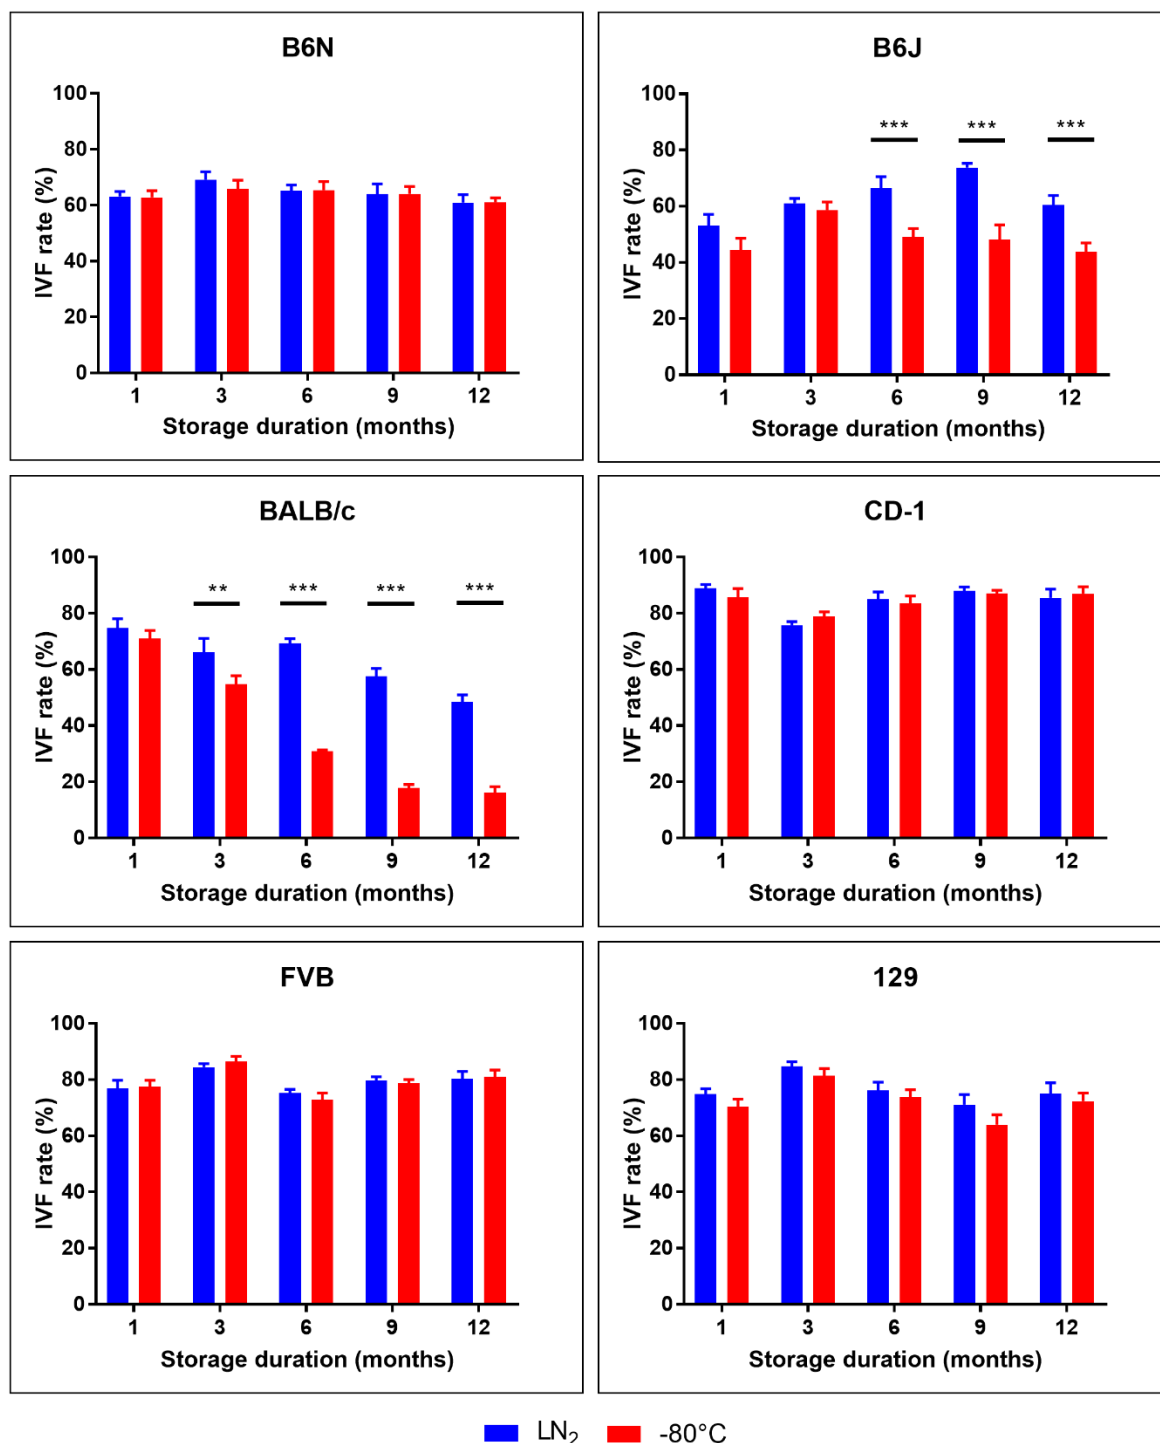 B6N
100
80
60
40
20
0
IVF rate (%)
1 3 6 9 12
Storage duration (months)
B6J
100
80
60
40
20
0
IVF rate (%)
*** *** ***
1 3 6 9 12
Storage duration (months)
BALB/c
100
80
60
40
20
0
IVF rate (%)
** *** *** ***
1 3 6 9 12
Storage duration (months)
CD-1
100
80
60
40
20
0
IVF rate (%)
1 3 6 9 12
Storage duration (months)
FVB
100
80
60
40
20
0
IVF rate (%)
1 3 6 9 12
Storage duration (months)
129
100
80
60
40
20
0
IVF rate (%)
1 3 6 9 12
Storage duration (months)
LN₂ -80°C